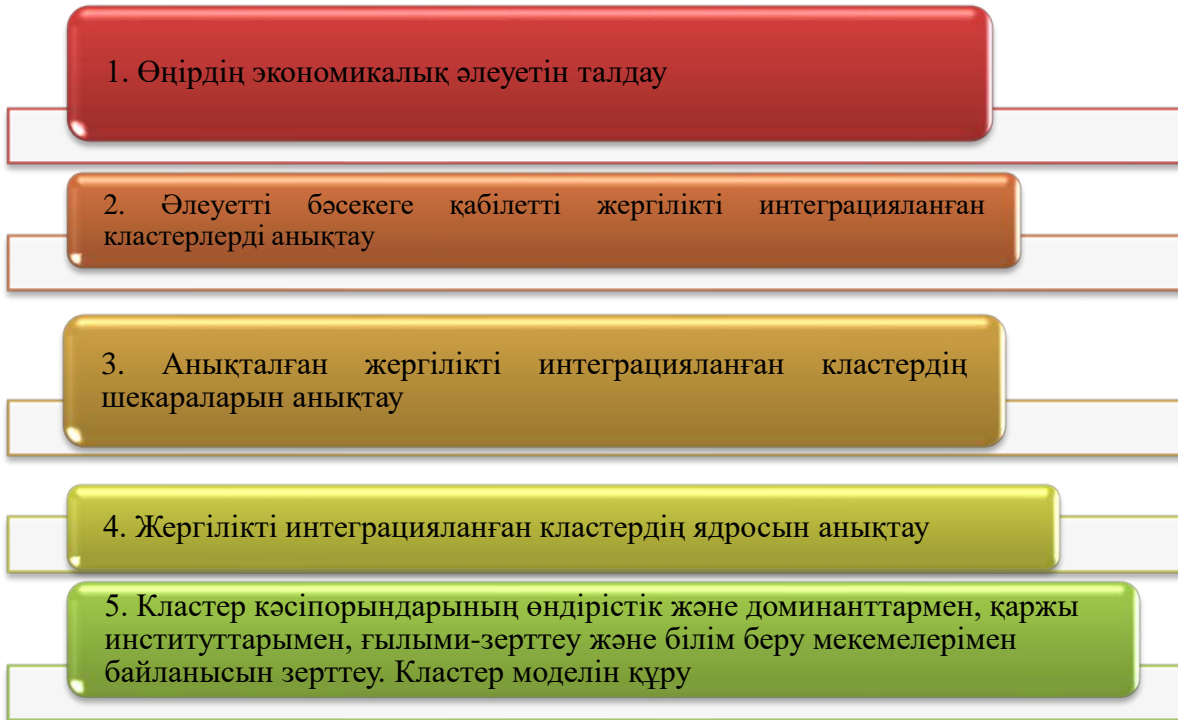 1. Өңірдің экономикалық әлеуетін талдау
2. Әлеуетті бәсекеге қабілетті жергілікті интеграцияланған
кластерлерді анықтау
3. Анықталған жергілікті интеграцияланған кластердің
шекараларын анықтау
4. Жергілікті интеграцияланған кластердің ядросын анықтау
5. Кластер кәсіпорындарының өндірістік және доминанттармен, қаржы
институттарымен, ғылыми-зерттеу және білім беру мекемелерімен
байланысын зерттеу. Кластер моделін құру